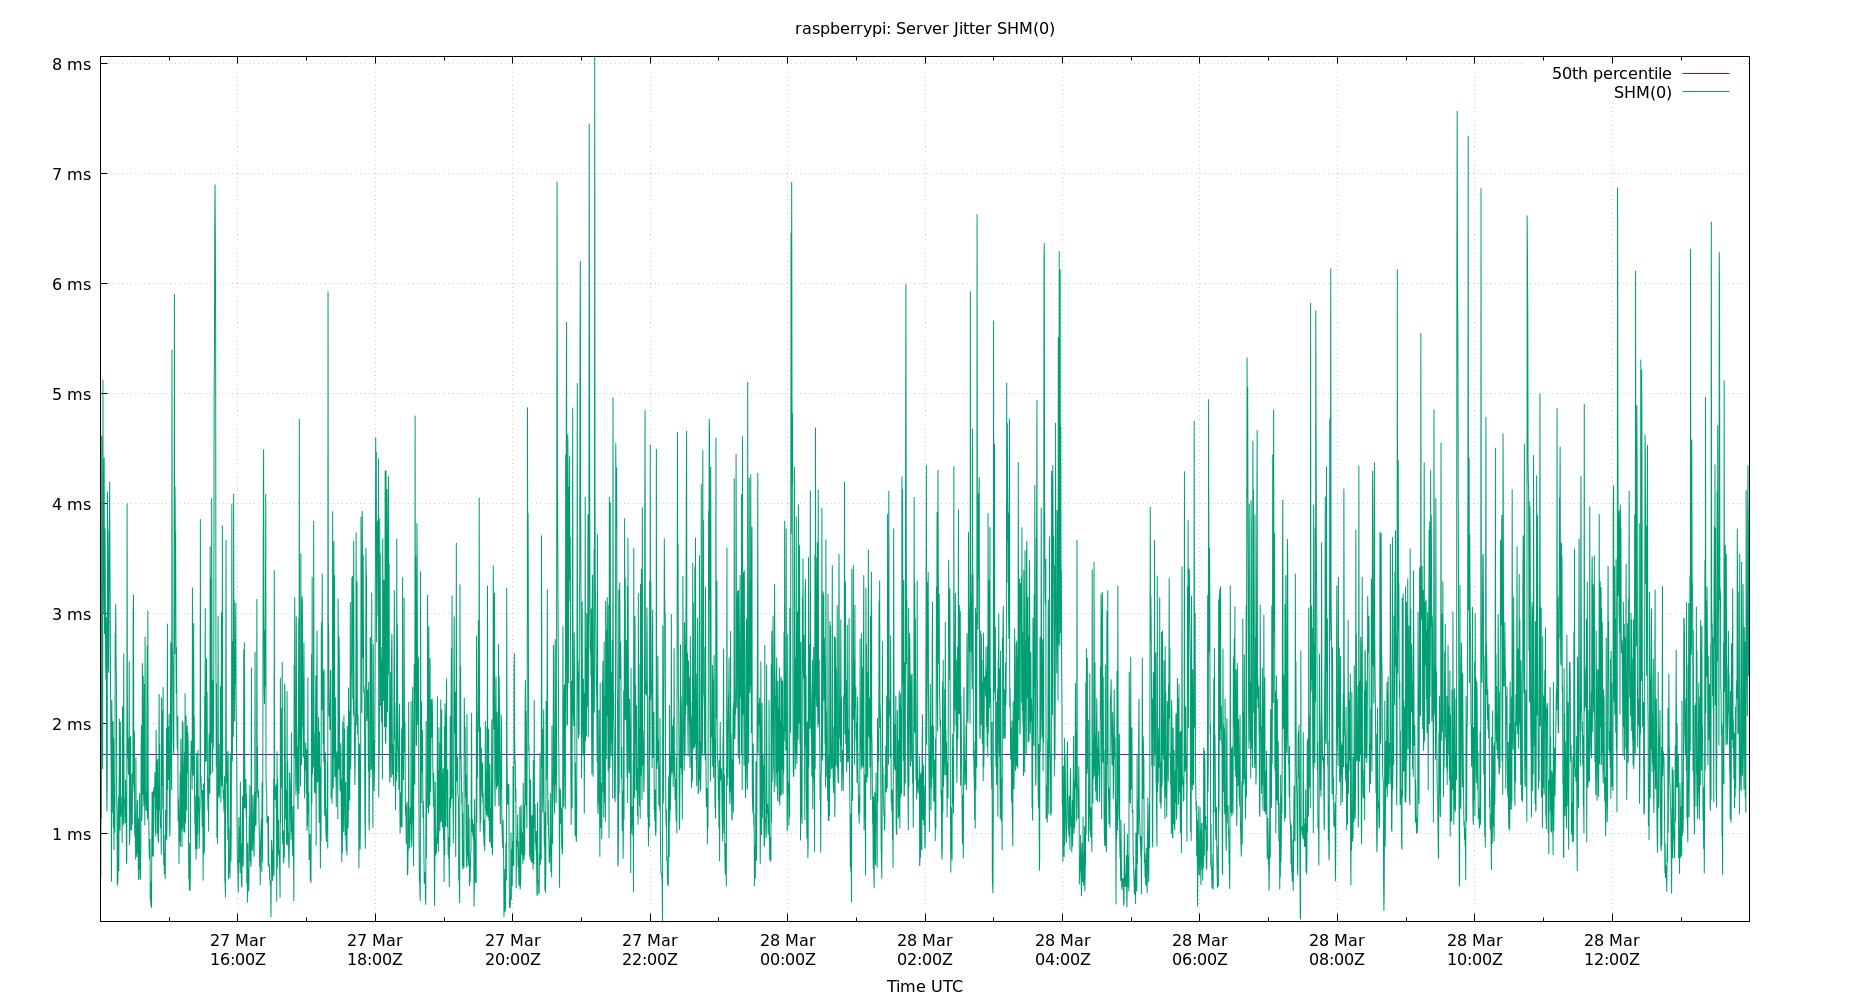 raspberrypi: Server Jitter SHM(0)
8 ms
7 ms
6 ms
5 ms
4 ms
3 ms
2 ms
1 ms
50th percentile
SHM(0)
27 Mar 27 Mar 27 Mar 27 Mar 28 Mar 28 Mar 28 Mar 28 Mar 28 Mar 28 Mar 28 Mar
16:00Z 18:00Z 20:00Z 22:00Z 00:00Z 02:00Z 04:00Z 06:00Z 08:00Z 10:00Z 12:00Z
Time UTC